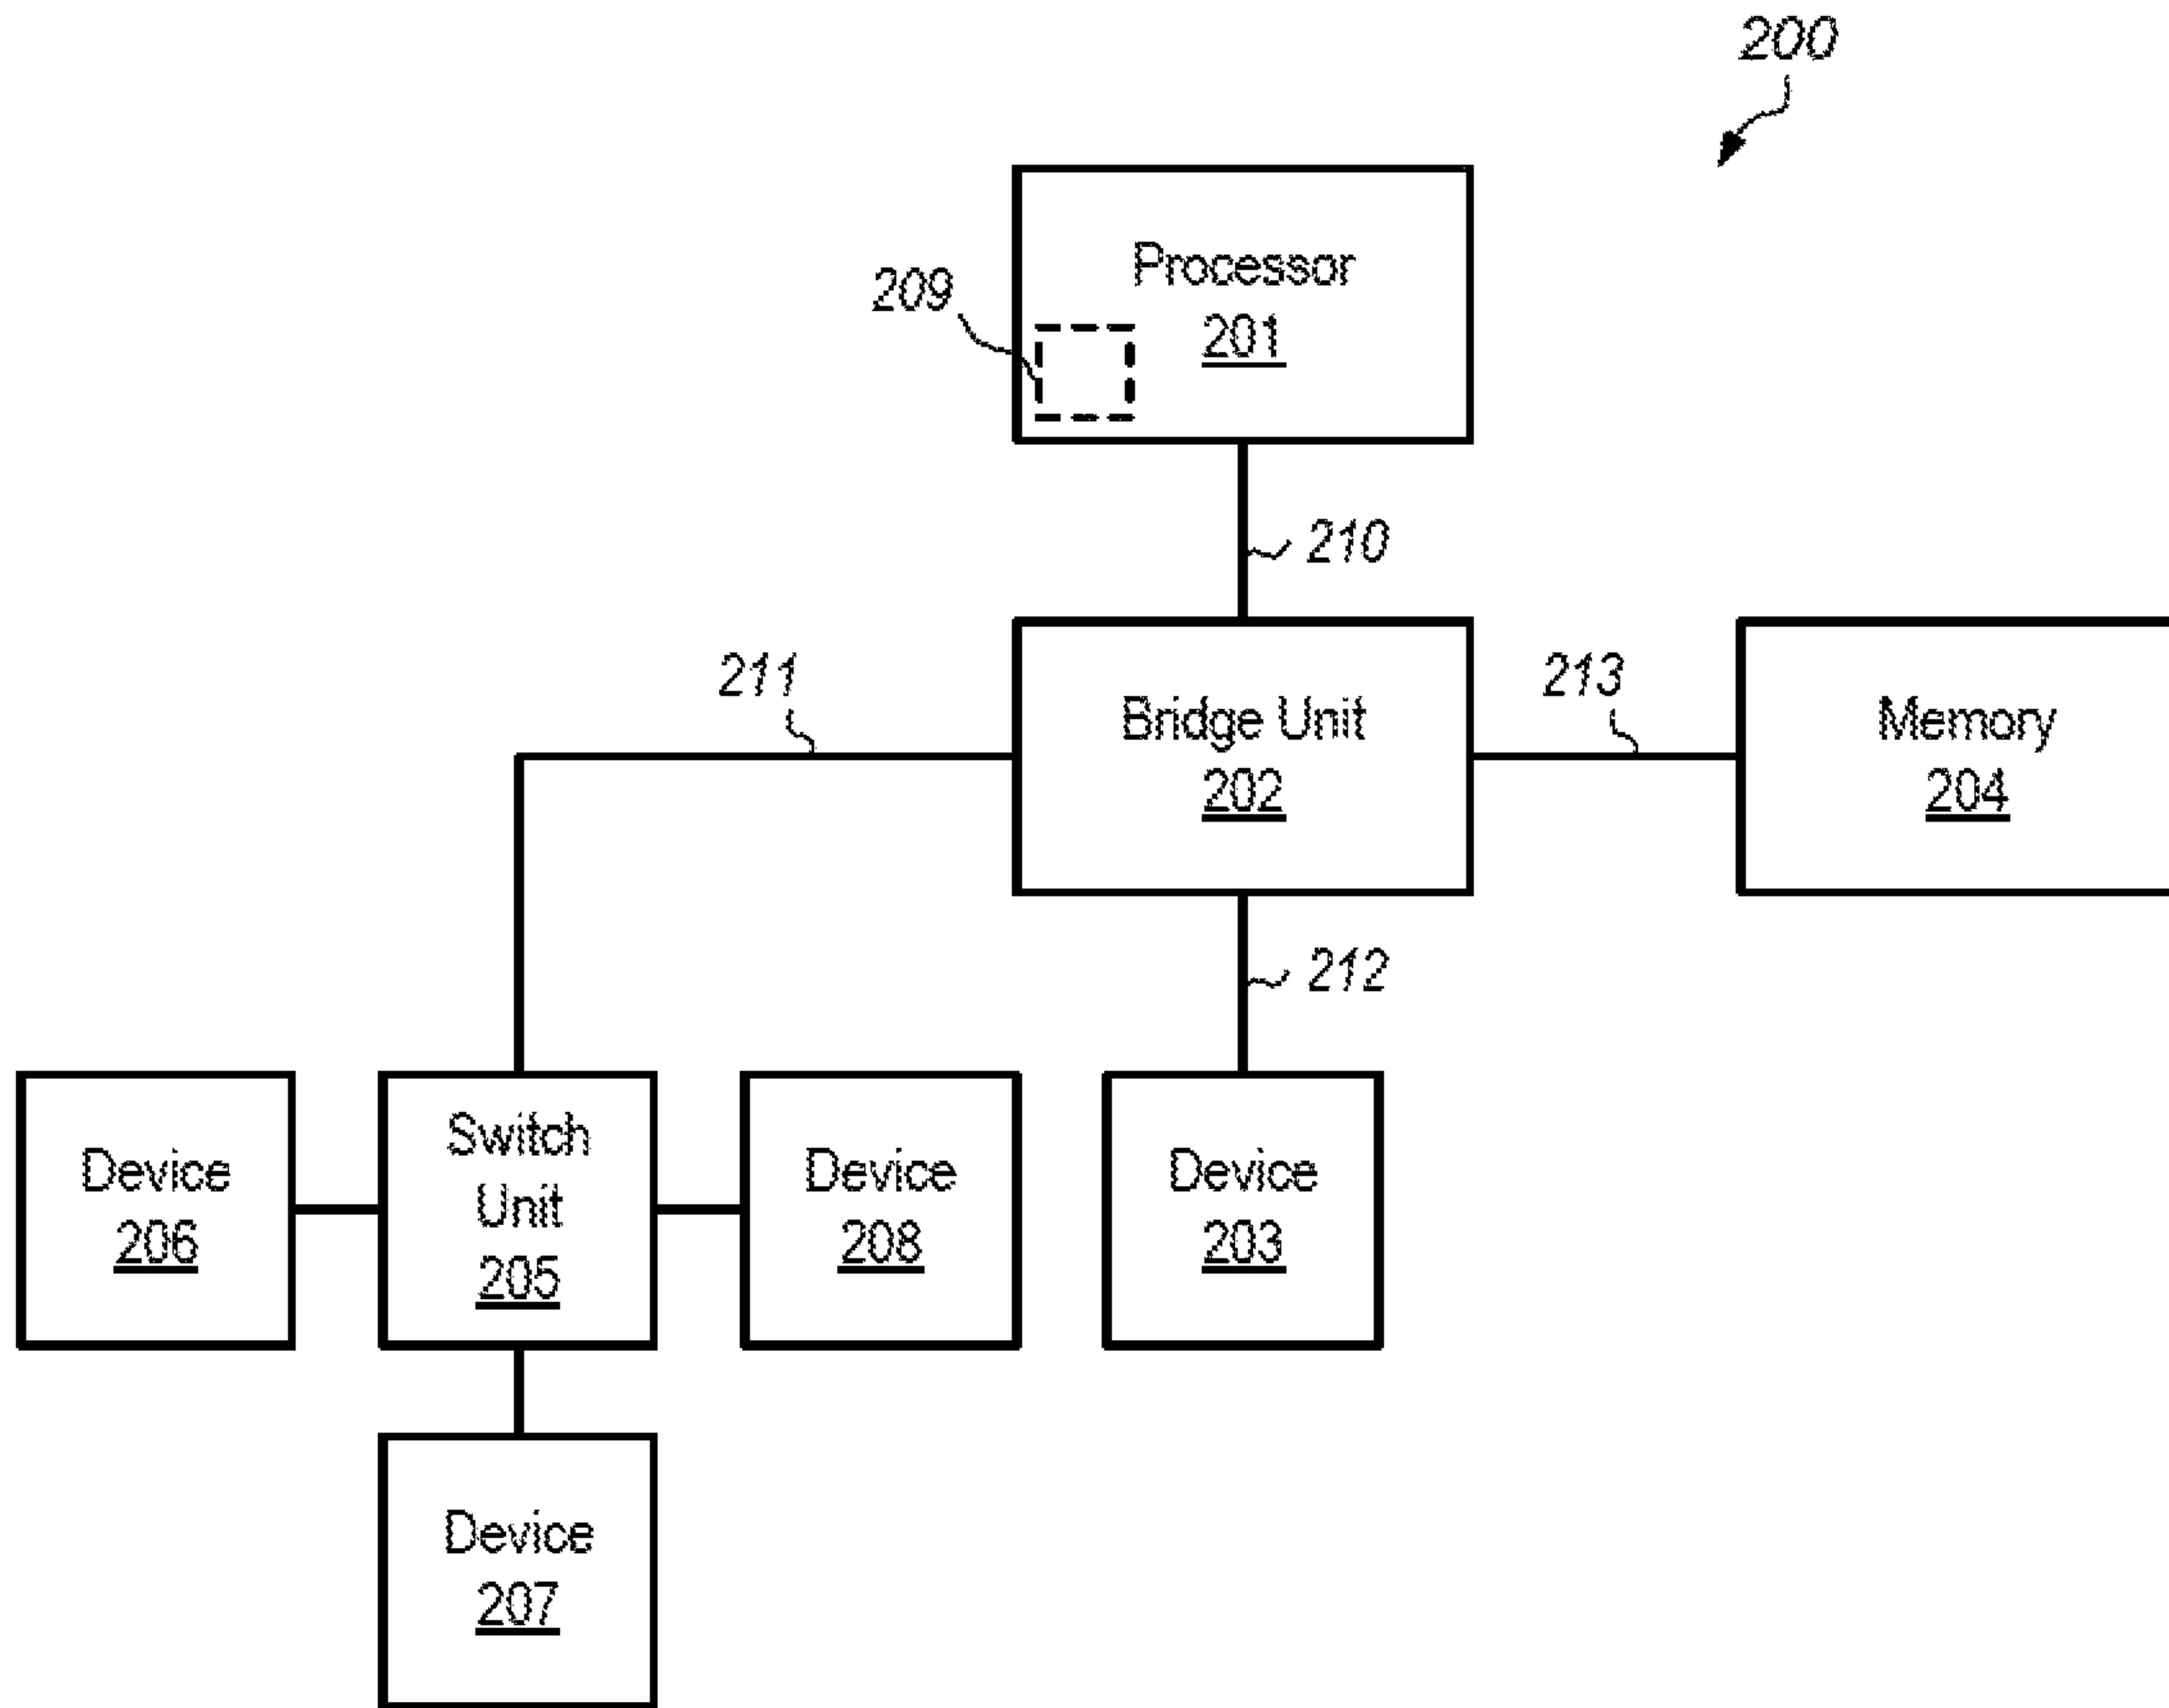 200
Processor
201
209
210
211
Bridge Unit
202
213
Memory
204
212
Device
206
Switch
Unit
205
Device
208
Device
203
Device
207